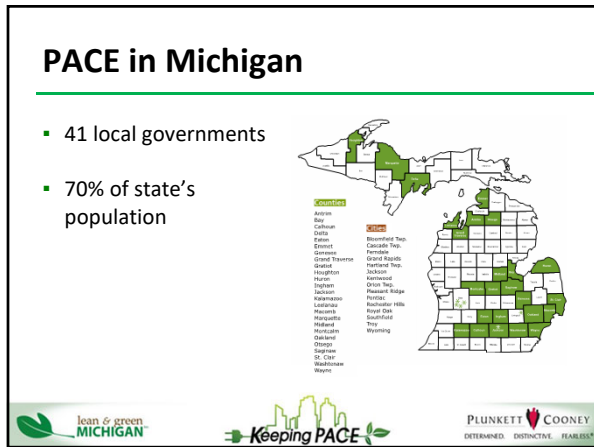 PACE in Michigan
▪ 41 local governments
▪ 70% of state's
population
Counties
Antrim
Bay
Calhoun
Delta
Eaton
Emmet
Genesee
Grand Traverse
Gratiot
Houghton
Huron
Ingham
Jackson
Kalamazoo
Leelanau
Macomb
Marquette
Midland
Montcalm
Oakland
Otsego
Saginaw
St. Clair
Washtenaw
Wayne
Cities
Bloomfield Twp.
Cascade Twp.
Ferndale
Grand Rapids
Hartland Twp.
Jackson
Kentwood
Orion Twp.
Pleasant Ridge
Pontiac
Rochester Hills
Royal Oak
Southfield
Troy
Wyoming
lean & green
MICHIGAN™
Keeping PACE
PLUNKETT COONEY
DETERMINED. DISTINCTIVE. FEARLESS.®